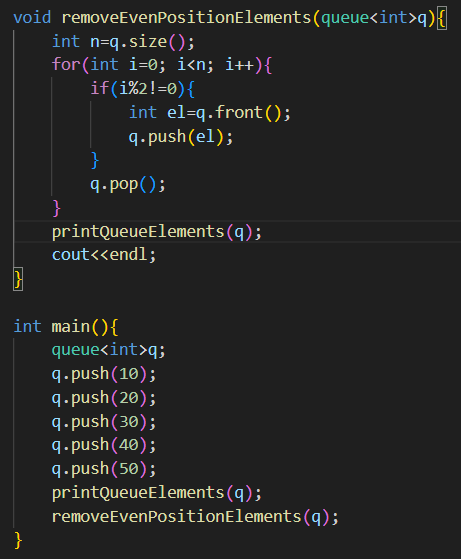 void removeEvenPositionElements(queue<int>q){
    int n=q.size();
    for(int i=0; i<n; i++){
        if(i%2!=0){
            int el=q.front();
            q.push(el);
        }
        q.pop();
    }
    printQueueElements(q);
    cout<<endl;
}

int main(){
    queue<int>q;
    q.push(10);
    q.push(20);
    q.push(30);
    q.push(40);
    q.push(50);
    printQueueElements(q);
    removeEvenPositionElements(q);
}